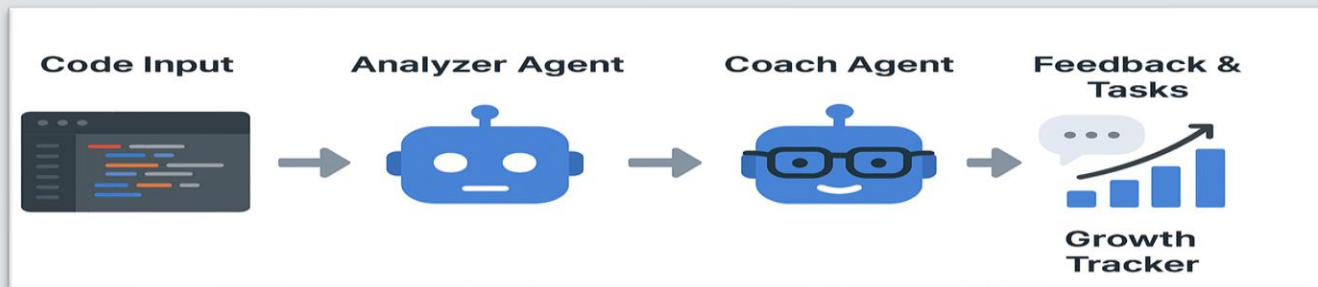 Code Input
Analyzer Agent
Coach Agent
Feedback &
Tasks
Growth
Tracker